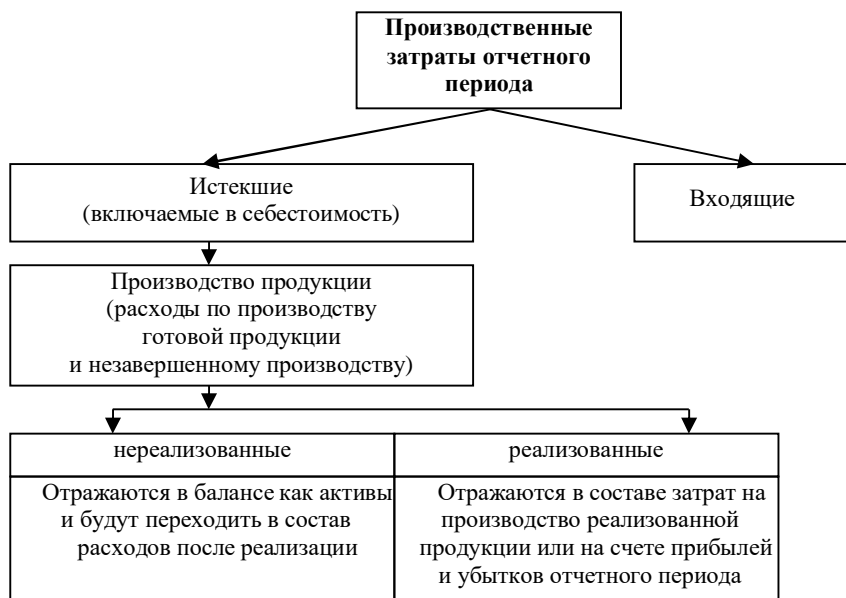 Производственные
затраты отчетного
периода
Истекшие
(включаемые в себестоимость)
Входящие
Производство продукции
(расходы по производству
готовой продукции
и незавершенному производству)
нереализованные
реализованные
Отражаются в балансе как активы
и будут переходить в состав
расходов после реализации
Отражаются в составе затрат на
производство реализованной
продукции или на счете прибылей
и убытков отчетного периода